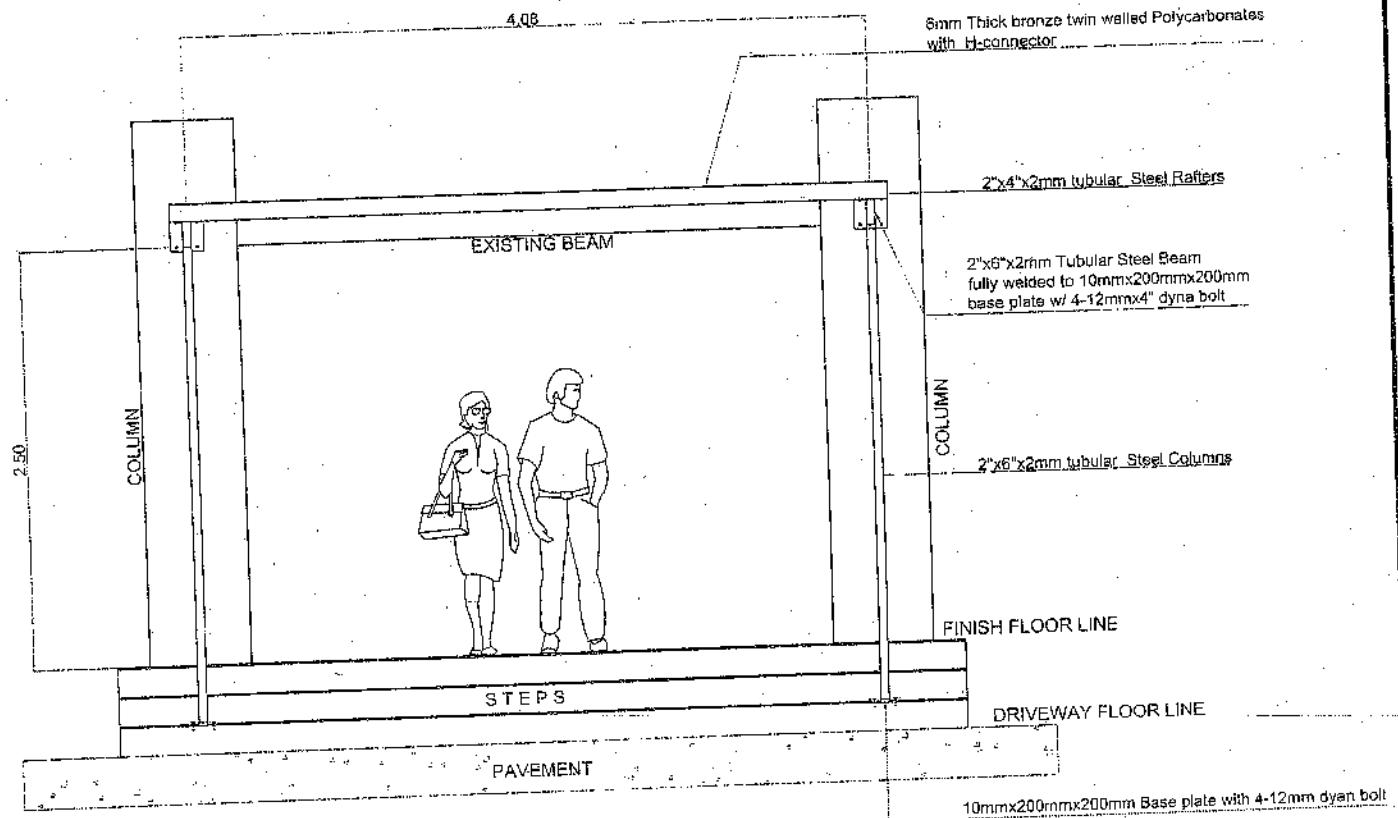 4.08
6mm Thick bronze twin walled Polycarbonates
with H-connector
2"x4"x2mm tubular Steel Rafters
EXISTING BEAM
2"x6"x2mm Tubular Steel Beam
fully welded to 10mmx200mmx200mm
base plate w/ 4-12mmx4" dyna bolt
2.50
COLUMN
COLUMN
2"x6"x2mm tubular Steel Columns
FINISH FLOOR LINE
STEPS
DRIVEWAY FLOOR LINE
PAVEMENT
10mmx200mmx200mm Base plate with 4-12mm dyan bolt